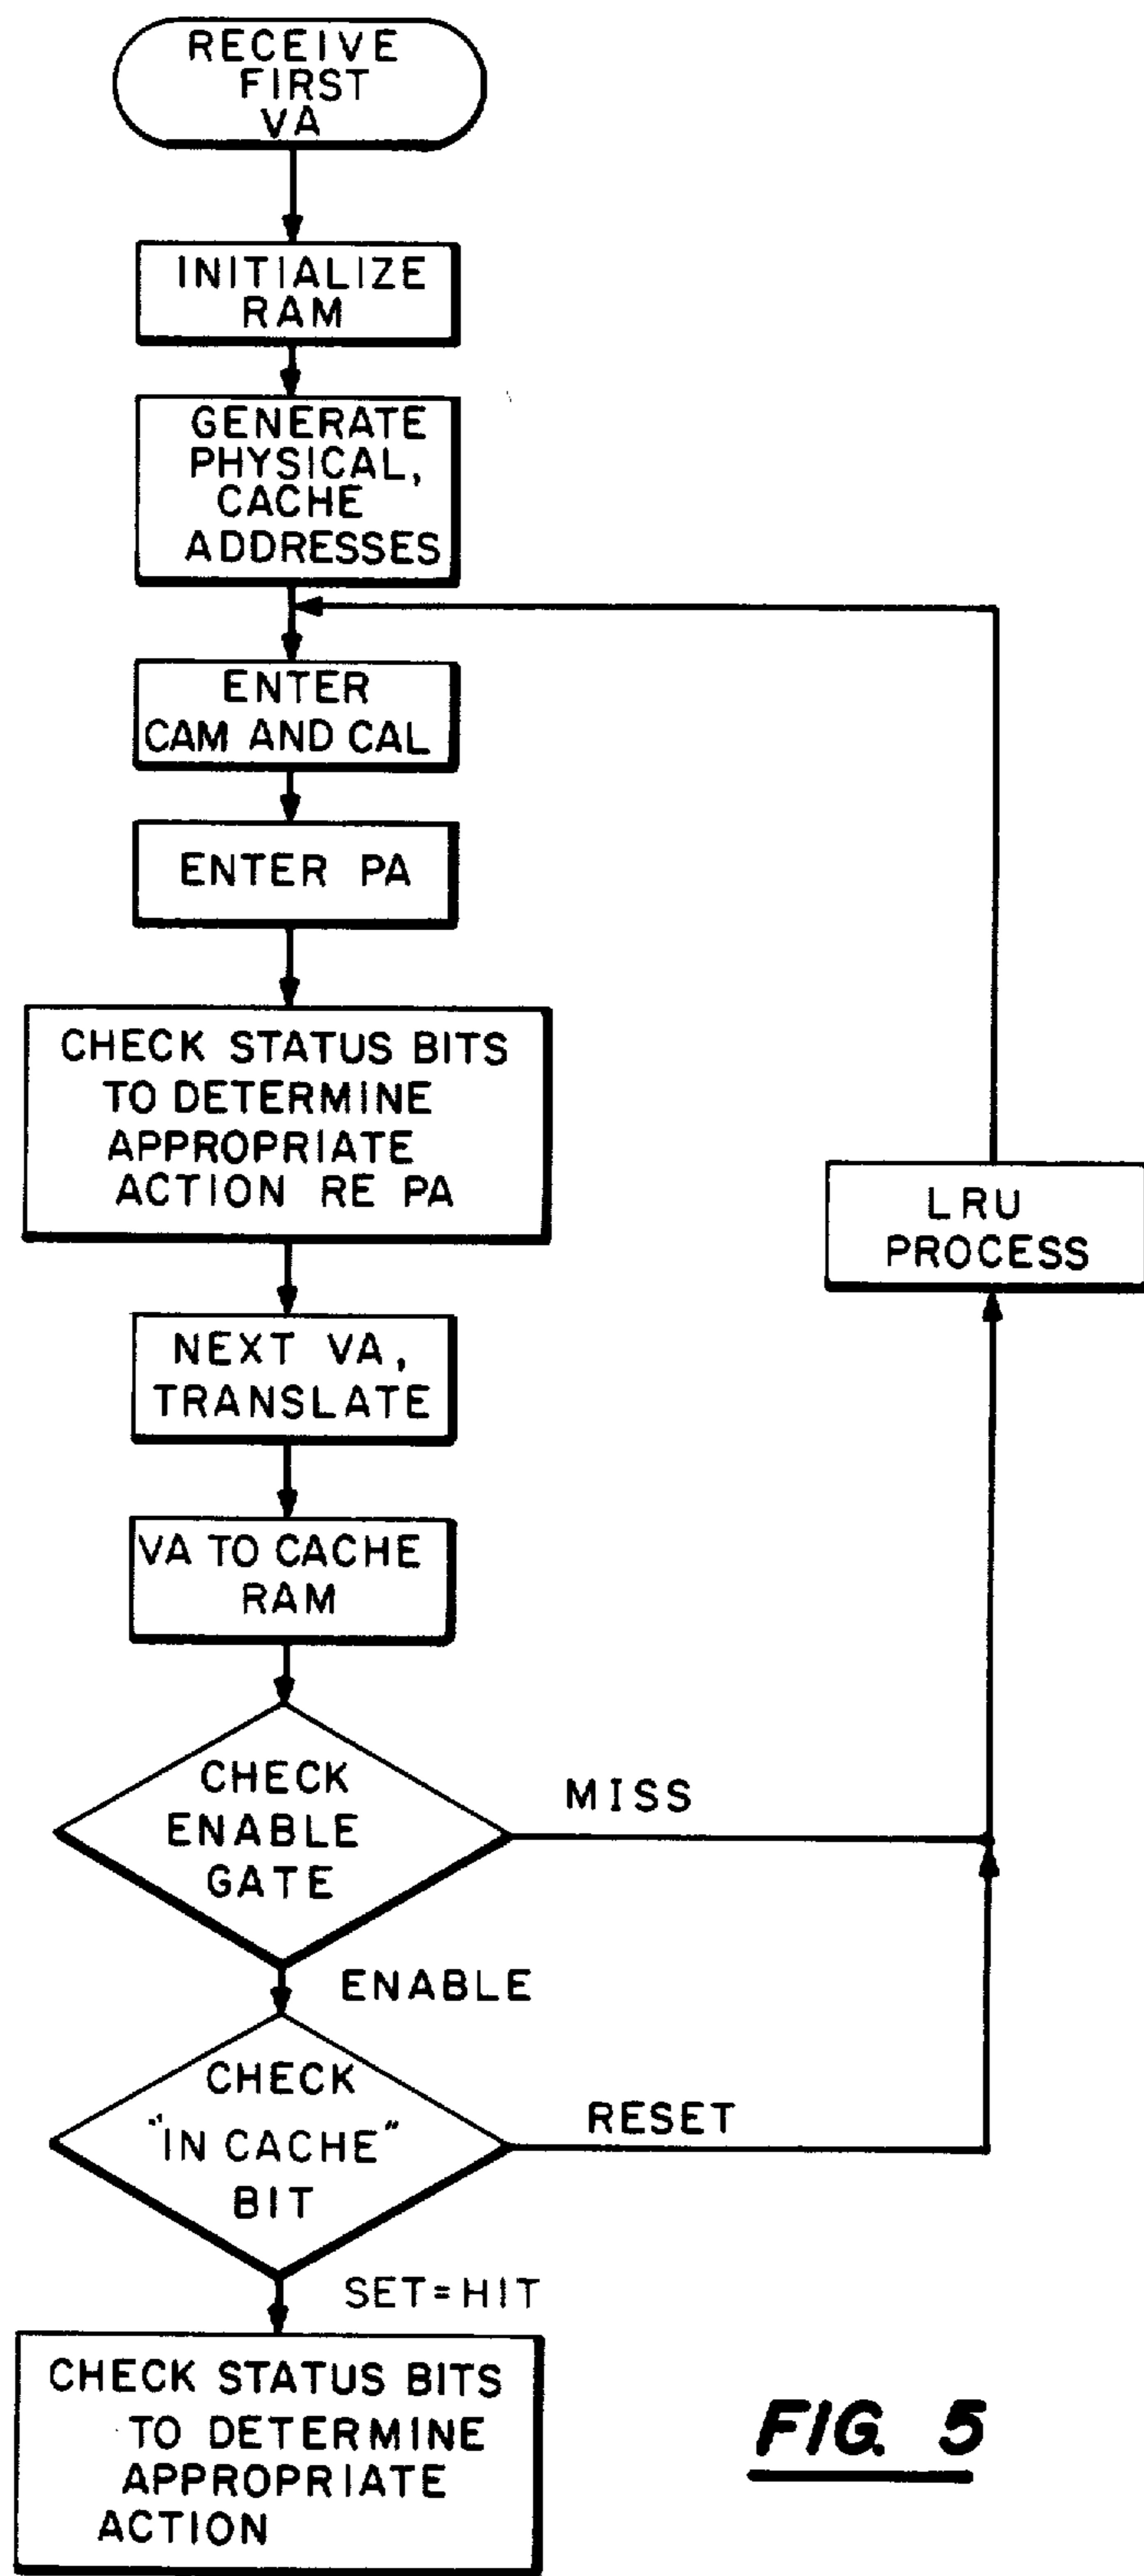 RECEIVE
FIRST
VA
INITIALIZE
RAM
GENERATE
PHYSICAL,
CACHE
ADDRESSES
ENTER
CAM AND CAL
ENTER PA
CHECK STATUS BITS
TO DETERMINE
APPROPRIATE
ACTION RE PA
LRU
PROCESS
NEXT VA,
TRANSLATE
VA TO CACHE
RAM
CHECK
ENABLE
GATE
MISS
ENABLE
CHECK
"IN CACHE"
BIT
RESET
SET=HIT
CHECK STATUS BITS
TO DETERMINE
APPROPRIATE
ACTION
FIG. 5